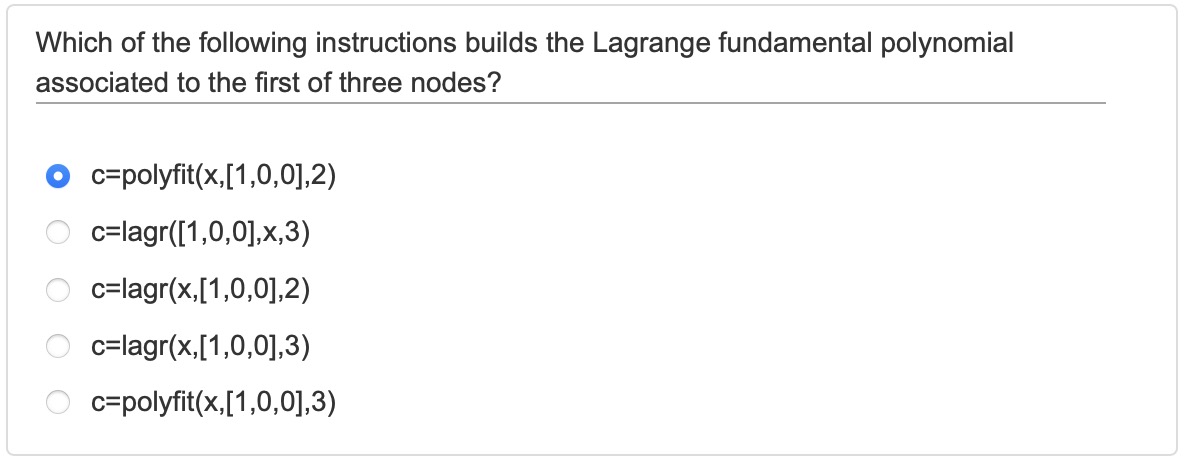 Which of the following instructions builds the Lagrange fundamental polynomial
associated to the first of three nodes?
c=polyfit(x,[1,0,0],2)
c=lagr([1,0,0],x,3)
c=lagr(x,[1,0,0],2)
c=lagr(x,[1,0,0],3)
c=polyfit(x,[1,0,0],3)